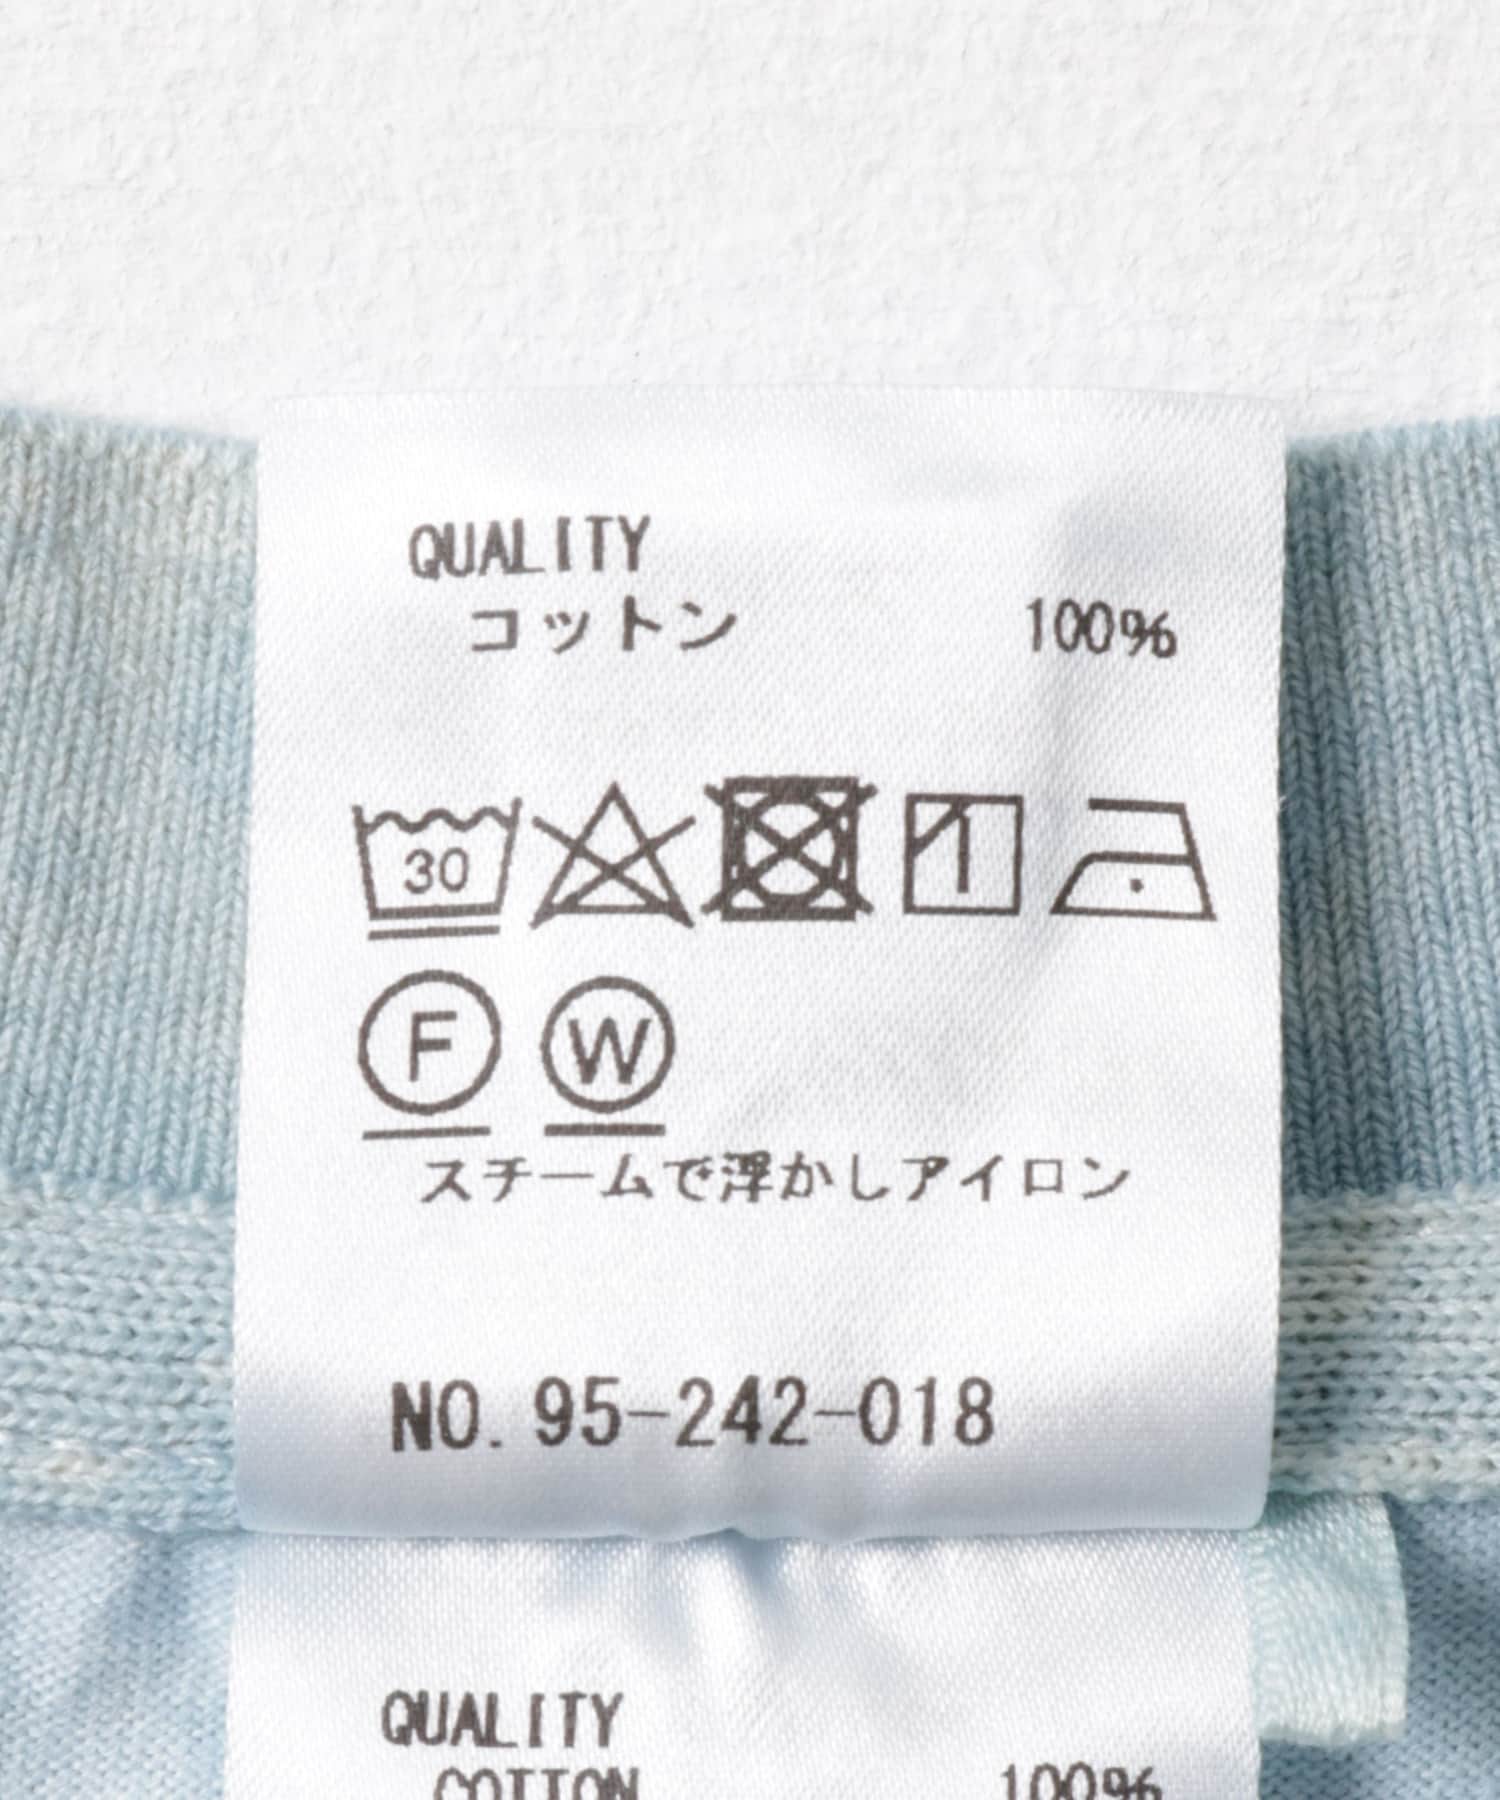 QUALITY
コットン 100%
30
F W
スチームで浮かしアイロン
NO. 95-242-018
QUALITY
COTTON 100%